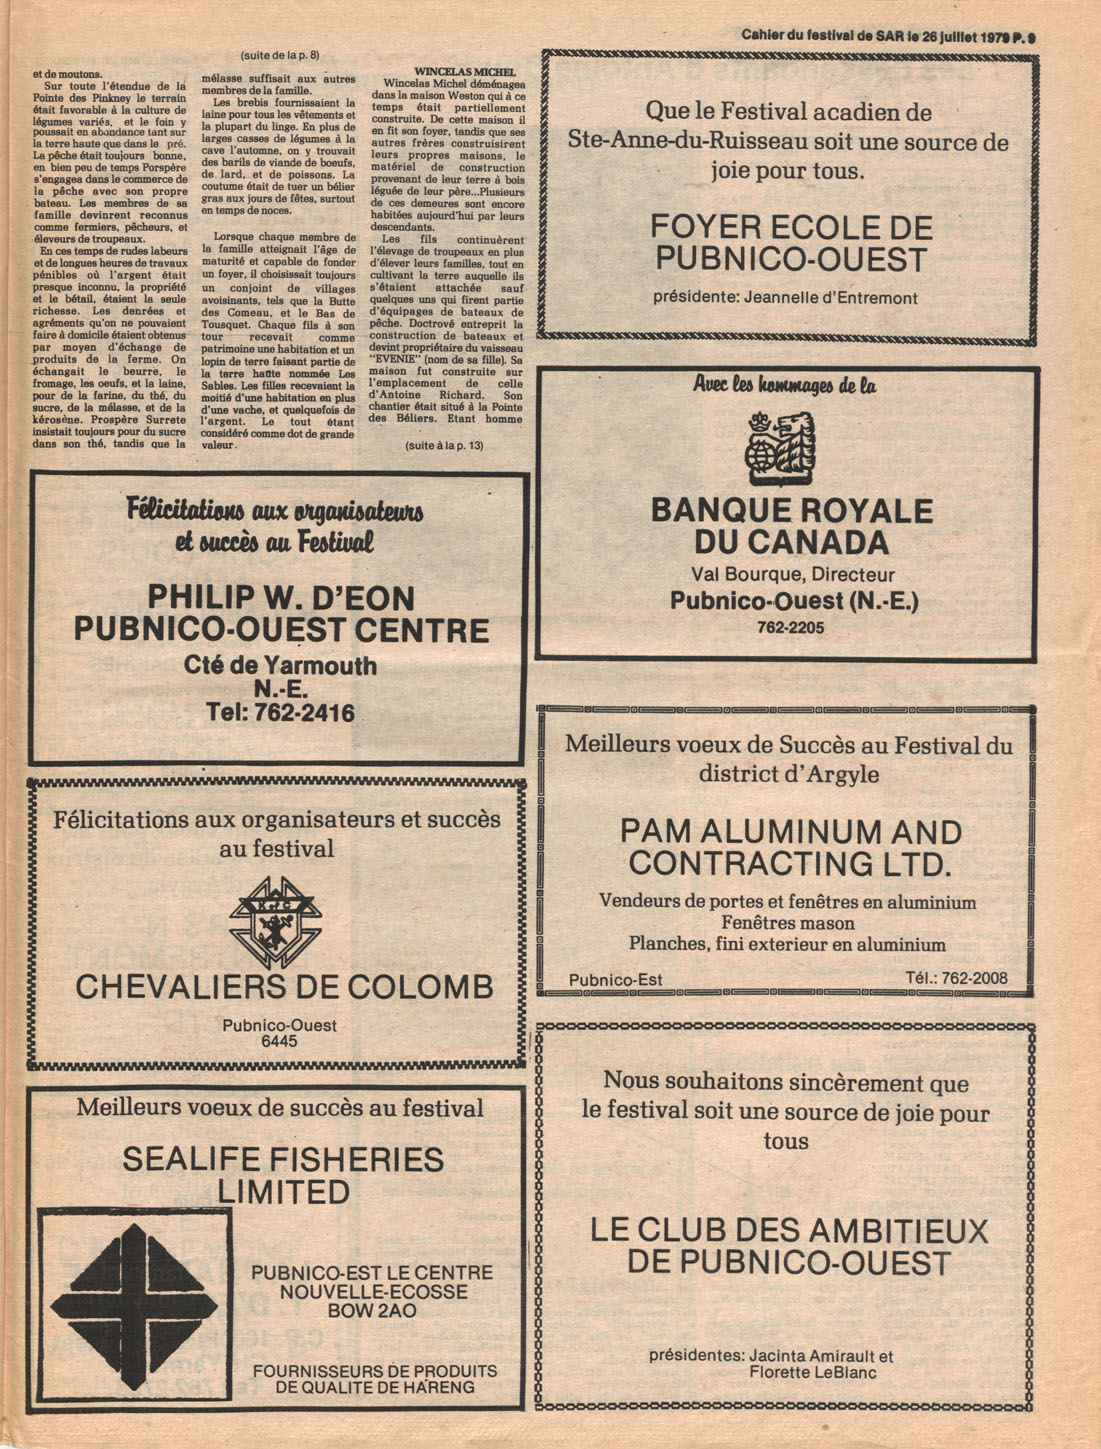 Cahier du festival de SAR le 26 juillet 1979 P. 9
(suite de la p. 8)
et de moutons.
Sur toute l'étendue de la
Pointe des Pinkney le terrain
était favorable à la culture de
légumes variés, et le foin y
poussait en abondance tant sur
la terre haute que dans le pré.
La pêche était toujours bonne,
en bien peu de temps Porspère
s'engagea dans le commerce de
la pêche avec son propre
bateau. Les membres de sa
famille devinrent reconnus
comme fermiers, pêcheurs, et
éleveurs de troupeaux.
En ces temps de rudes labeurs
et de longues heures de travaux
pénibles où l'argent était
presque inconnu, la propriété
et le bétail, étaient la seule
richesse. Les denrées et
agréments qu'on ne pouvaient
faire à domicile étaient obtenus
par moyen d'échange de
produits de la ferme. On
échangait le beurre, le
fromage, les oeufs, et la laine,
pour de la farine, du thé, du
sucre, de la mélasse, et de la
kérosène. Prospère Surrete
insistait toujours pour du sucre
dans son thé, tandis que la
mélasse suffisait aux autres
membres de la famille.
Les brebis fournissaient la
laine pour tous les vêtements et
la plupart du linge. En plus de
larges casses de légumes à la
cave l'automne, on y trouvait
des barils de viande de boeufs,
de lard, et de poissons. La
coutume était de tuer un bélier
gras aux jours de fêtes, surtout
en temps de noces.
Lorsque chaque membre de
la famille atteignait l'âge de
maturité et capable de fonder
un foyer, il choisissait toujours
un conjoint de villages
avoisinants, tels que la Butte
des Comeau, et le Bas de
Tousquet. Chaque fils à son
tour recevait comme
patrimoine une habitation et un
lopin de terre faisant partie de
la terre haute nommée Les
Sables. Les filles recevaient la
moitié d'une habitation en plus
d'une vache, et quelquefois de
l'argent. Le tout étant
considéré comme dot de grande
valeur.
WINCELAS MICHEL
Wincelas Michel déménagea
dans la maison Weston qui à ce
temps était partiellement
construite. De cette maison il
en fit son foyer, tandis que ses
autres frères construisirent
leurs propres maisons, le
matériel de construction
provenant de leur terre à bois
léguée de leur père...Plusieurs
de ces demeures sont encore
habitées aujourd'hui par leurs
descendants.
Les fils continuèrent
l'élevage de troupeaux en plus
d'élever leurs familles, tout en
cultivant la terre auquelle ils
s'étaient attachée sauf
quelques uns qui firent partie
d'équipages de bateaux de
pêche. Doctrové entreprit la
construction de bateaux et
devint propriétaire du vaisseau
"EVENIE" (nom de sa fille). Sa
maison fut construite sur
l'emplacement de celle
d'Antoine Richard. Son
chantier était situé à la Pointe
des Béliers. Etant homme
(suite à la p. 13)
Que le Festival acadien de
Ste-Anne-du-Ruisseau soit une source de
joie pour tous.
FOYER ECOLE DE
PUBNICO-OUEST
présidente: Jeannelle d'Entremont
Avec les hommages de la
BANQUE ROYALE
DU CANADA
Val Bourque, Directeur
Pubnico-Ouest (N.-E.)
762-2205
Félicitations aux organisateurs
et succès au Festival
PHILIP W. D'EON
PUBNICO-OUEST CENTRE
Cté de Yarmouth
N.-E.
Tel: 762-2416
Meilleurs voeux de Succès au Festival du
district d'Argyle
PAM ALUMINUM AND
CONTRACTING LTD.
Vendeurs de portes et fenêtres en aluminium
Fenêtres mason
Planches, fini exterieur en aluminium
Pubnico-Est Tél.: 762-2008
Félicitations aux organisateurs et succès
au festival
K of C
CHEVALIERS DE COLOMB
Pubnico-Ouest
6445
Meilleurs voeux de succès au festival
SEALIFE FISHERIES
LIMITED
PUBNICO-EST LE CENTRE
NOUVELLE-ECOSSE
BOW 2AO
FOURNISSEURS DE PRODUITS
DE QUALITE DE HARENG
Nous souhaitons sincèrement que
le festival soit une source de joie pour
tous
LE CLUB DES AMBITIEUX
DE PUBNICO-OUEST
présidentes: Jacinta Amirault et
Florette LeBlanc